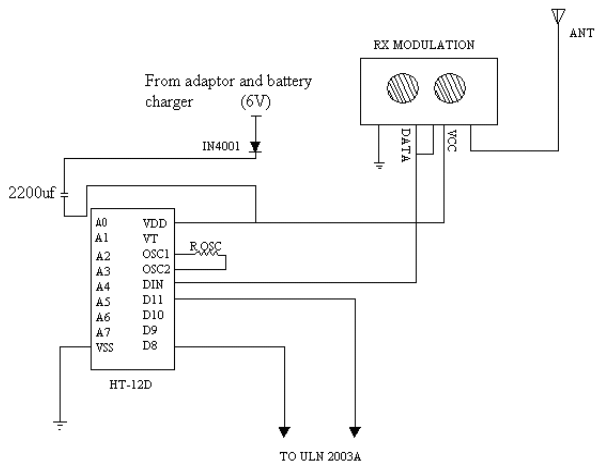 RX MODULATION
ANT
From adaptor and battery
charger (6V)
IN4001
DATA
VCC
2200uf
A0 VDD
A1 VT
A2 OSC1
R OSC
A3 OSC2
A4 DIN
A5 D11
A6 D10
A7 D9
VSS D8
HT-12D
TO ULN 2003A